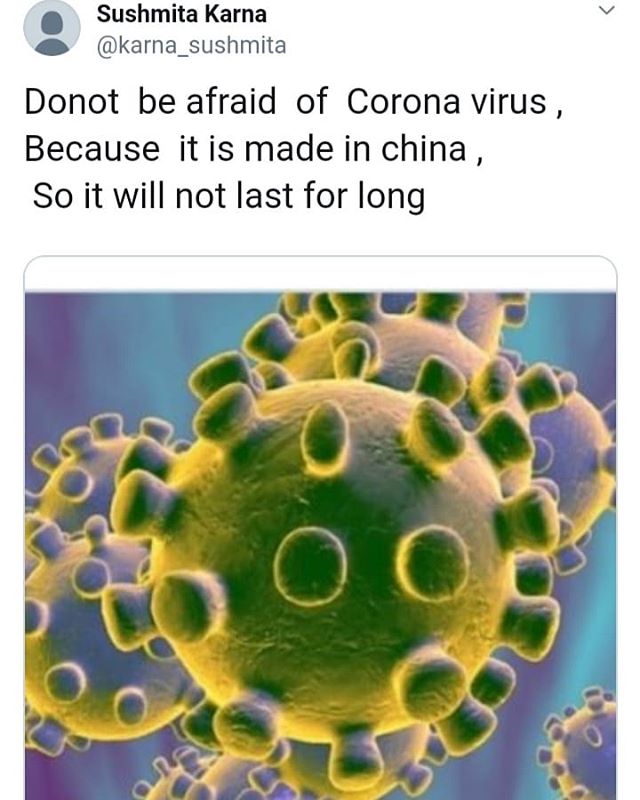 Sushmita Karna
@karna_sushmita
Donot be afraid of Corona virus ,
Because it is made in china ,
So it will not last for long